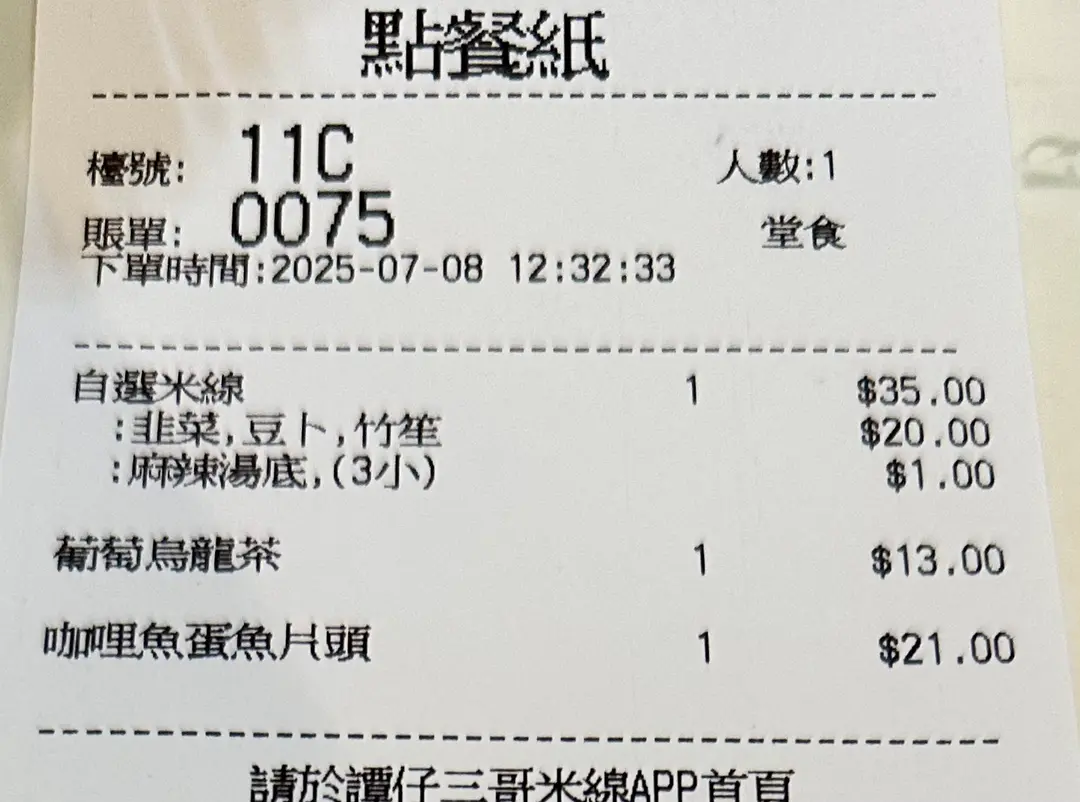 點餐紙
檯號: 11C 人數:1
賬單: 0075 堂食
下單時間:2025-07-08 12:32:33
自選米線 1 $35.00
:韭菜,豆卜,竹笙 $20.00
:麻辣湯底,(3小) $1.00
葡萄烏龍茶 1 $13.00
咖哩魚蛋魚片頭 1 $21.00
請於譚仔三哥米線APP首頁